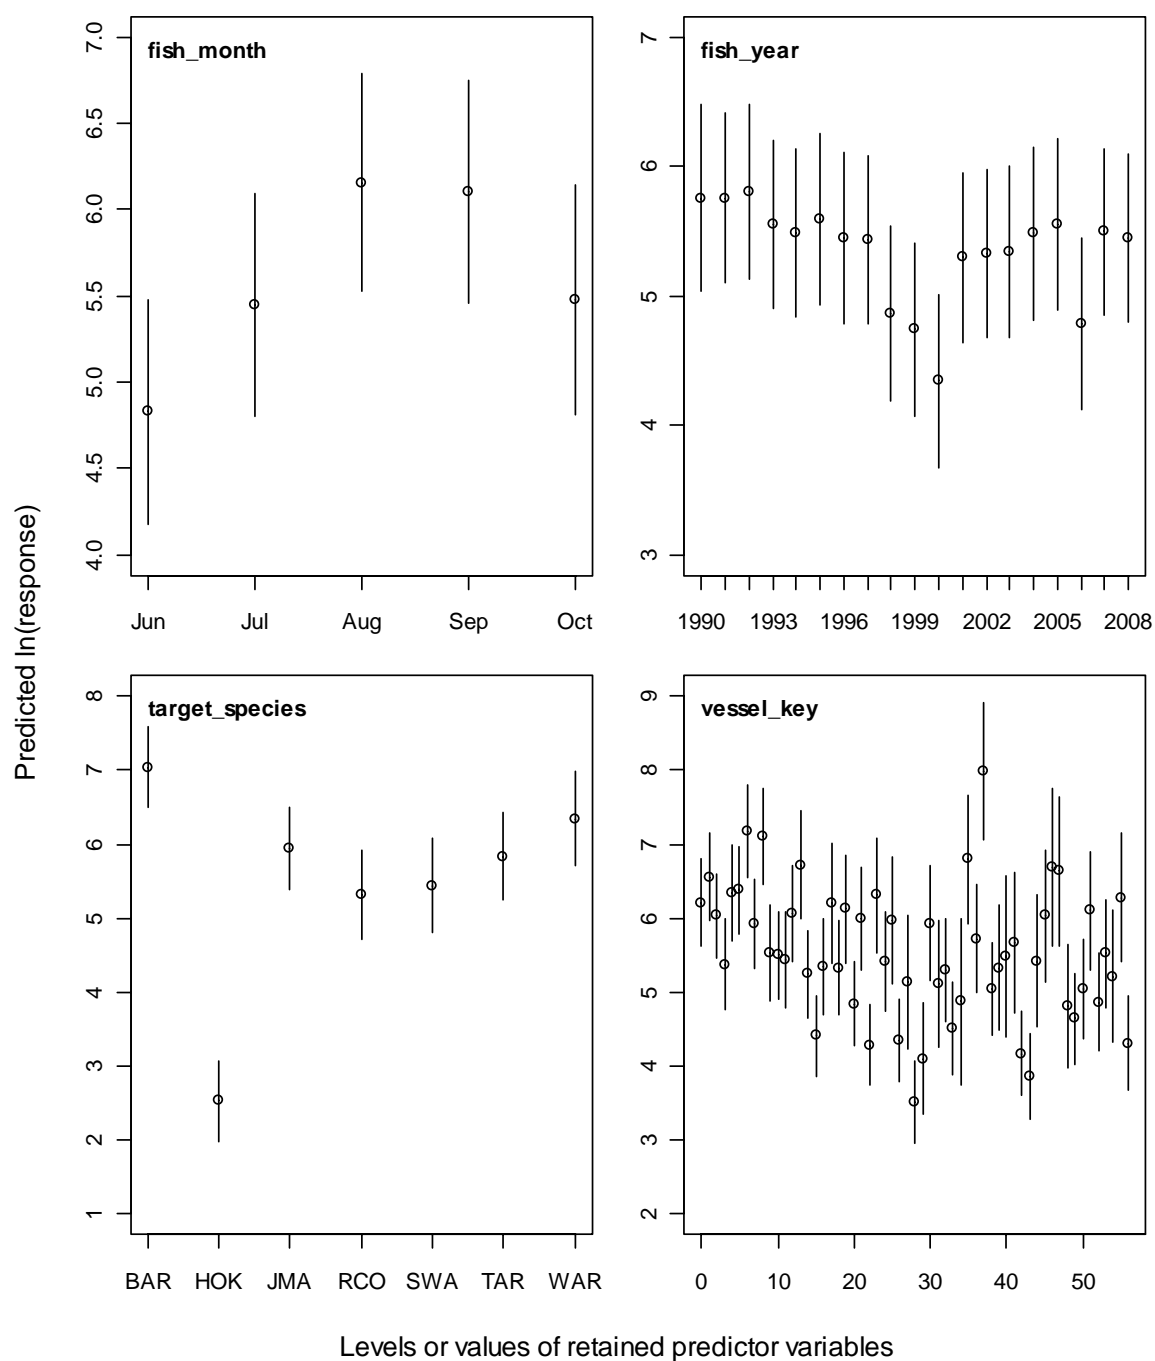 fish_month
7.0
6.5
6.0
5.5
5.0
4.5
4.0
Jun Jul Aug Sep Oct
fish_year
7
6
5
4
3
1990 1993 1996 1999 2002 2005 2008
Predicted ln(response)
target_species
8
7
6
5
4
3
2
1
BAR HOK JMA RCO SWA TAR WAR
vessel_key
9
8
7
6
5
4
3
2
0 10 20 30 40 50
Levels or values of retained predictor variables